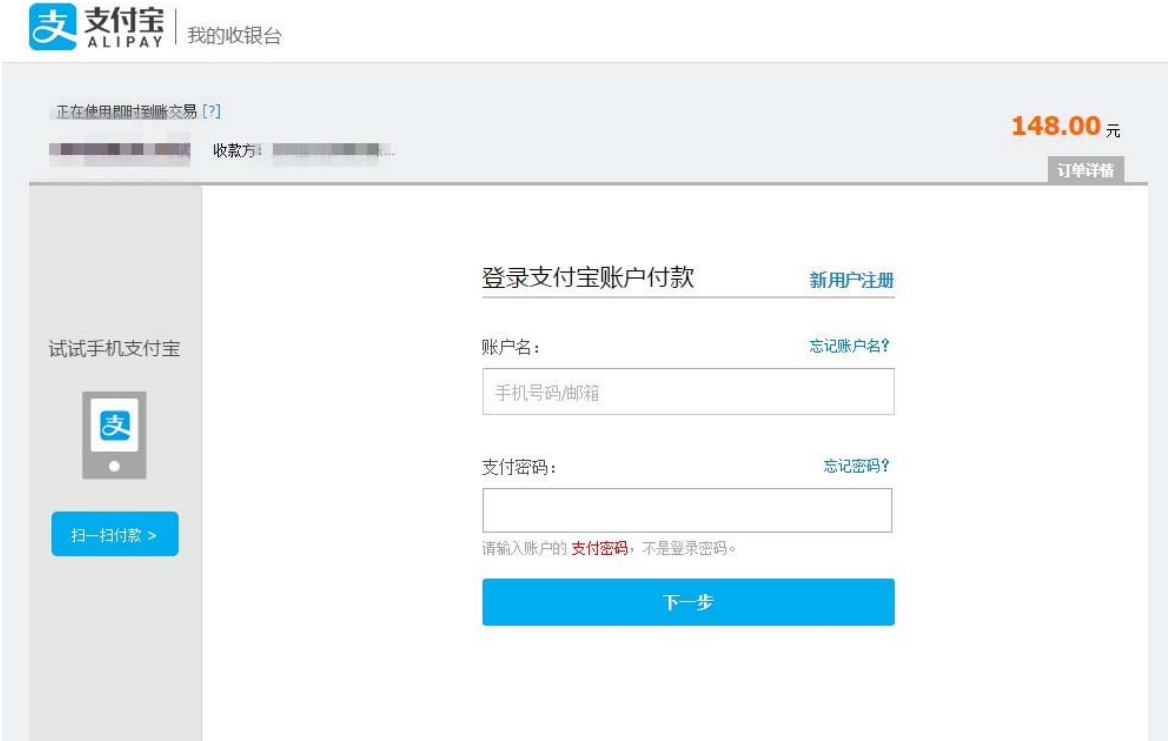 支付宝
ALIPAY
我的收银台
正在使用即时到账交易 [?]
收款方：
148.00 元
订单详情
登录支付宝账户付款
新用户注册
试试手机支付宝
账户名：
忘记账户名?
手机号码/邮箱
支付密码：
忘记密码?
扫一扫付款 >
请输入账户的 支付密码，不是登录密码。
下一步